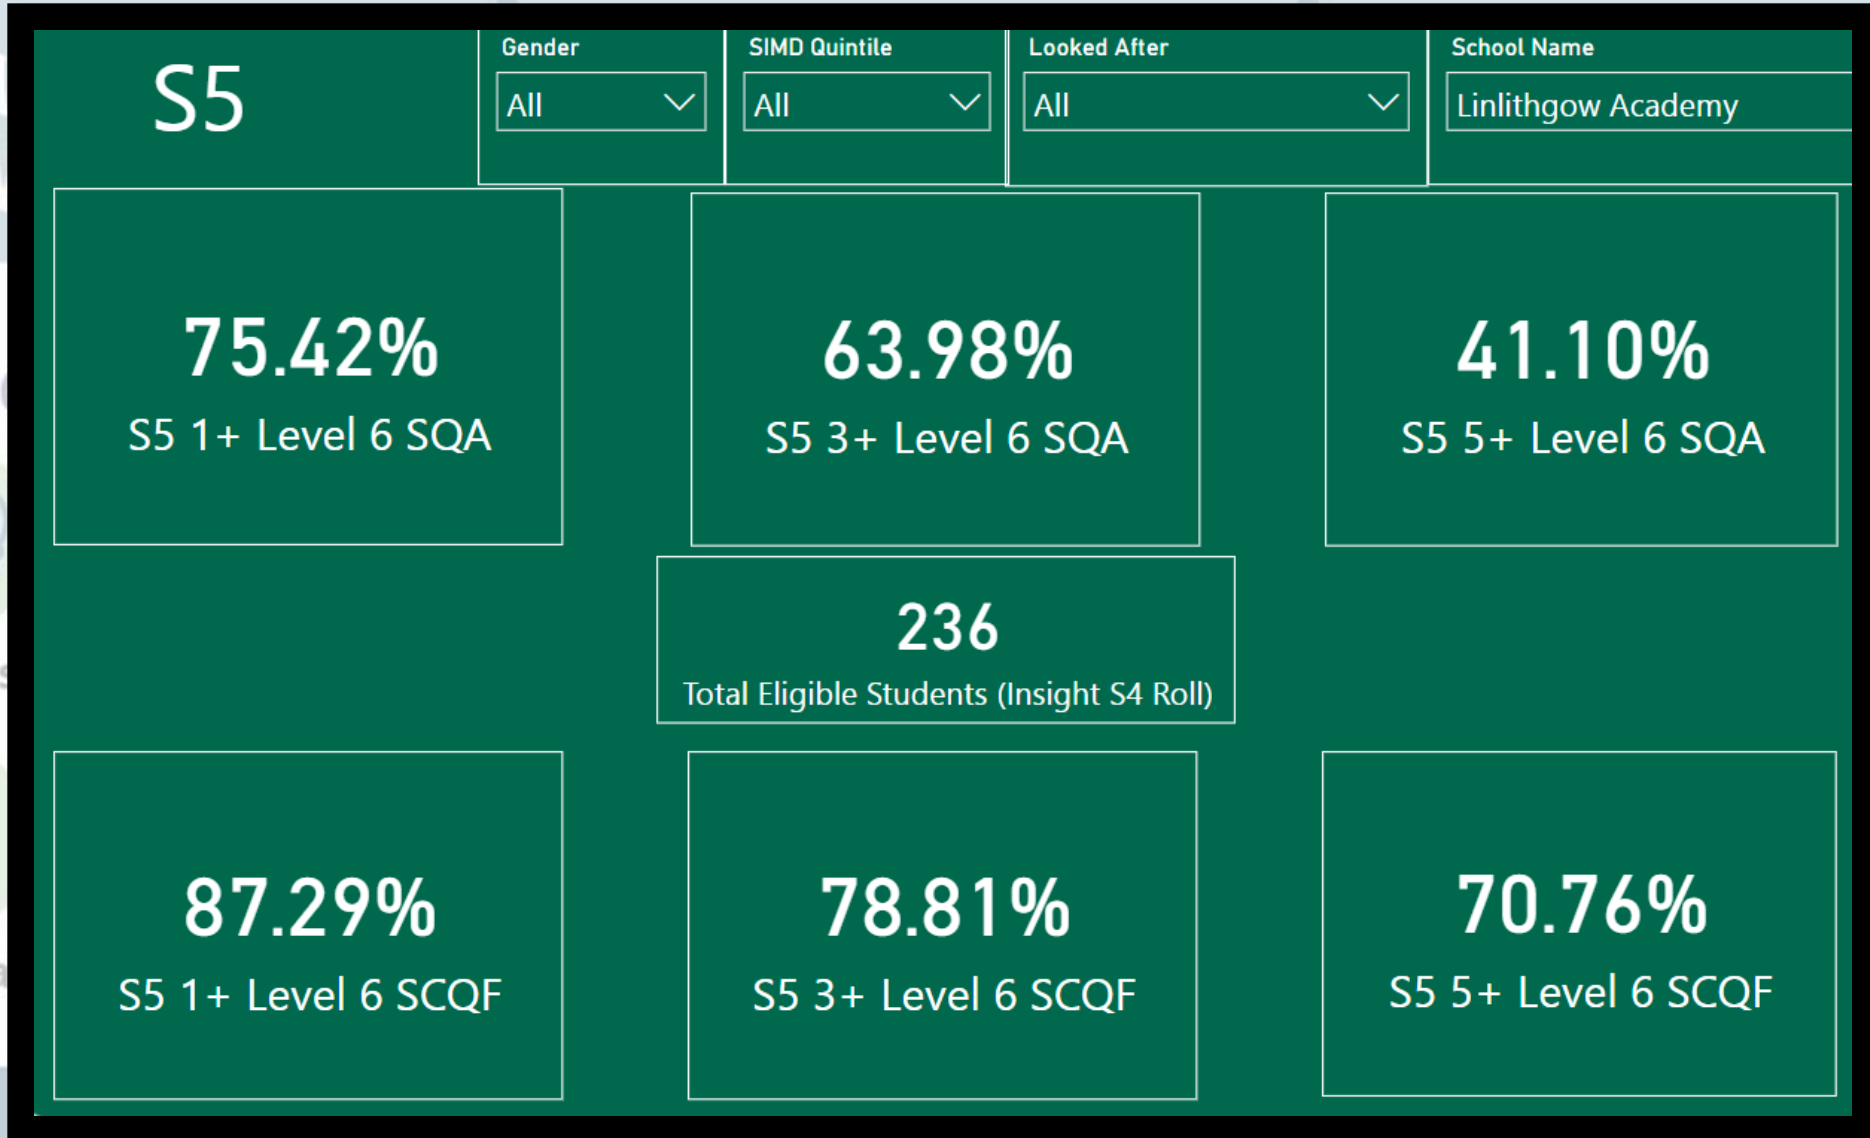 S5
Gender
All
SIMD Quintile
All
Looked After
All
School Name
Linlithgow Academy
75.42%
S5 1+ Level 6 SQA
63.98%
S5 3+ Level 6 SQA
41.10%
S5 5+ Level 6 SQA
236
Total Eligible Students (Insight S4 Roll)
87.29%
S5 1+ Level 6 SCQF
78.81%
S5 3+ Level 6 SCQF
70.76%
S5 5+ Level 6 SCQF